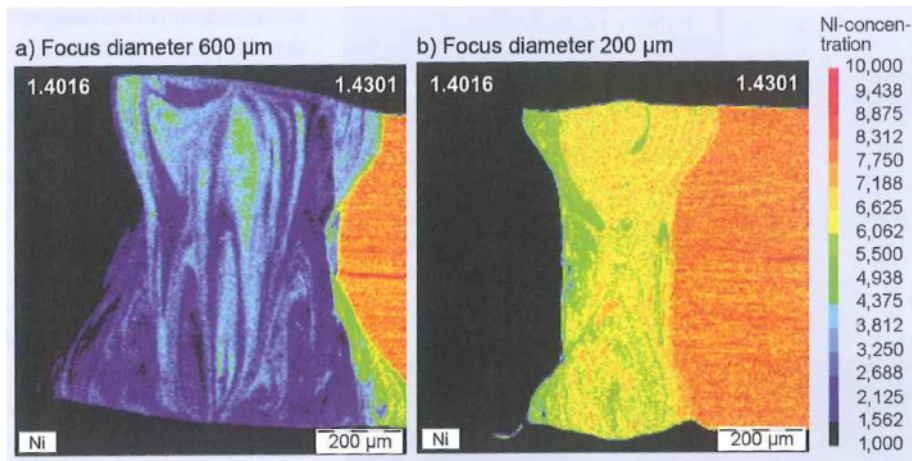 a) Focus diameter 600 µm
1.4016
1.4301
Ni
200 µm
b) Focus diameter 200 µm
1.4016
1.4301
Ni
200 µm
NI-concen-
tration
10,000
9,438
8,875
8,312
7,750
7,188
6,625
6,062
5,500
4,938
4,375
3,812
3,250
2,688
2,125
1,562
1,000